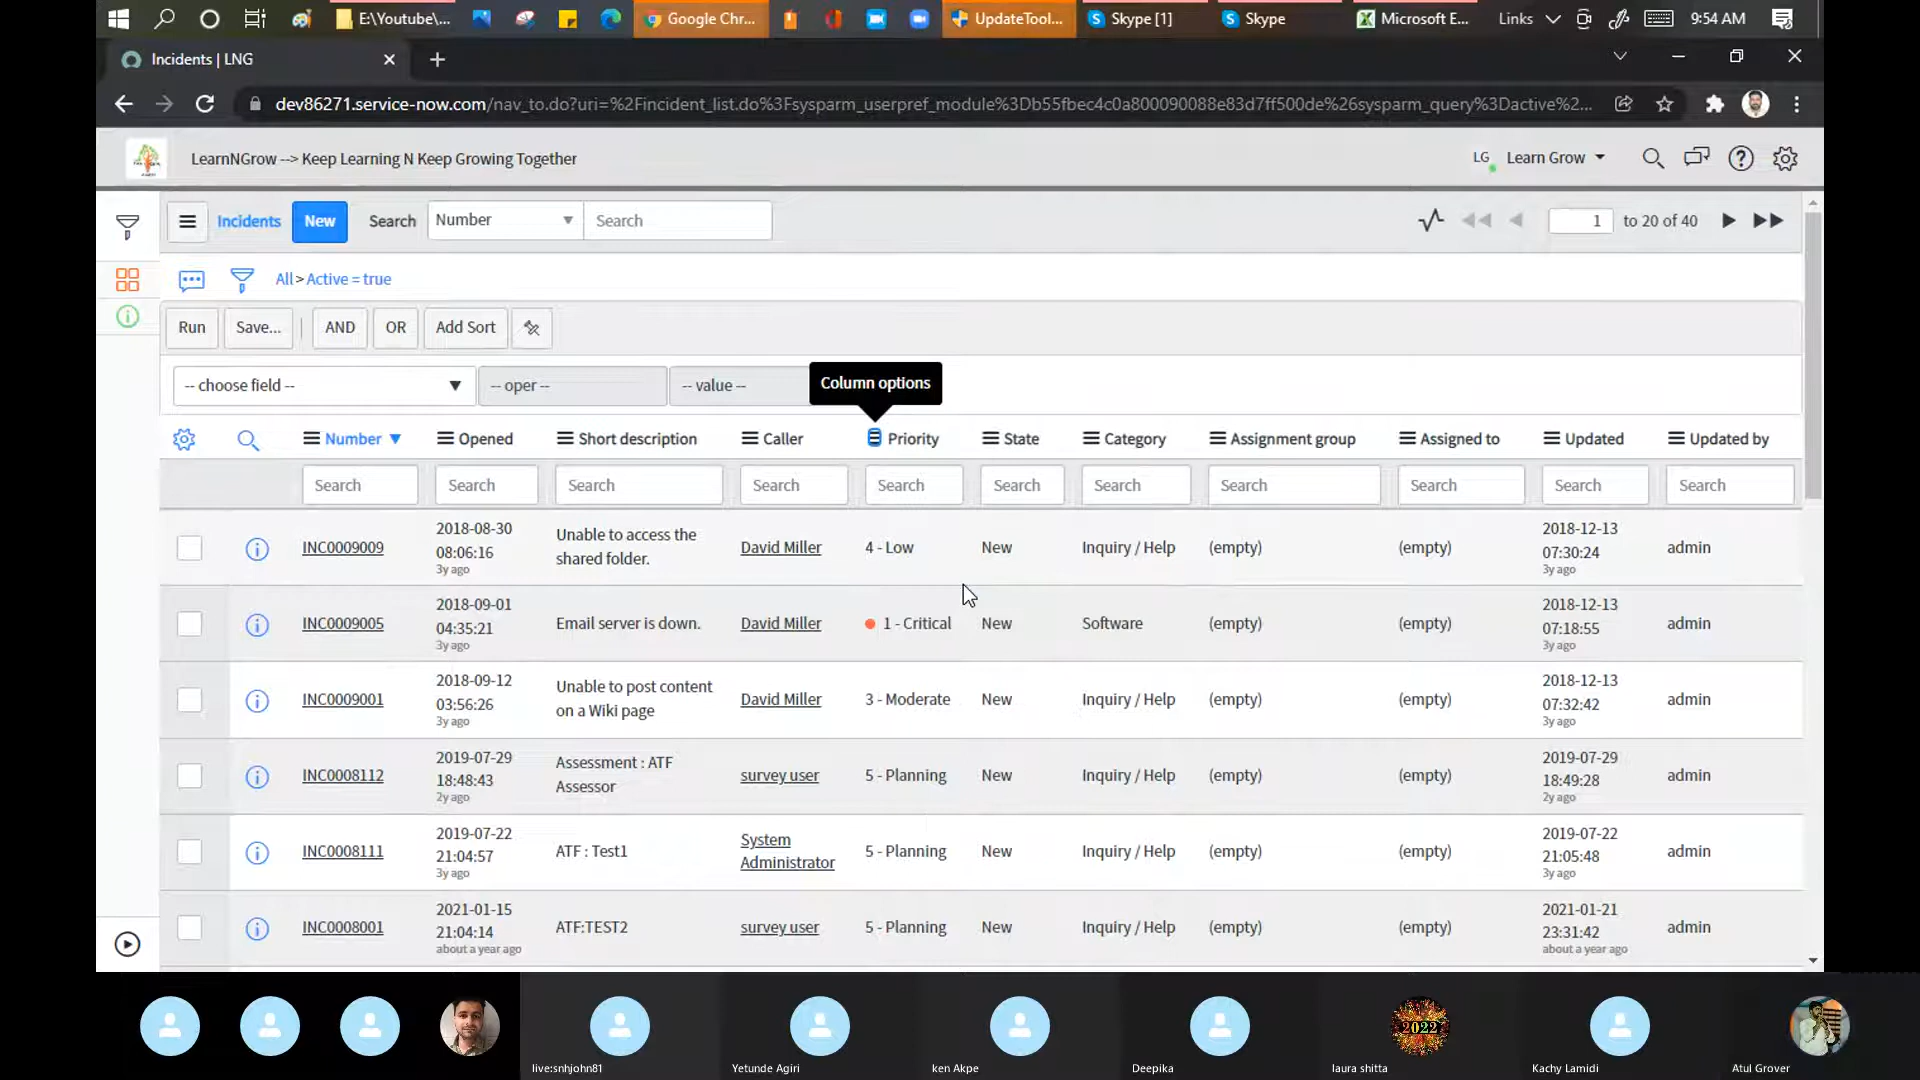 E:\Youtube\...
Google Chr...
UpdateTool...
Skype [1]
Skype
Microsoft E...
Links
9:54 AM
Incidents | LNG
dev86271.service-now.com/nav_to.do?uri=%2Fincident_list.do%3Fsysparm_userpref_module%3Db55fbec4c0a800090088e83d7ff500de%26sysparm_query%3Dactive%2...
LearnNGrow --> Keep Learning N Keep Growing Together
LG Learn Grow
Incidents New Search Number Search 1 to 20 of 40
All > Active = true
Run Save... AND OR Add Sort
-- choose field -- -- oper -- -- value --
Column options
Number Opened Short description Caller Priority State Category Assignment group Assigned to Updated Updated by
Search Search Search Search Search Search Search Search Search Search Search
INC0009009 2018-08-30 08:06:16 3y ago Unable to access the shared folder. David Miller 4 - Low New Inquiry / Help (empty) (empty) 2018-12-13 07:30:24 3y ago admin
INC0009005 2018-09-01 04:35:21 3y ago Email server is down. David Miller 1 - Critical New Software (empty) (empty) 2018-12-13 07:18:55 3y ago admin
INC0009001 2018-09-12 03:56:26 3y ago Unable to post content on a Wiki page David Miller 3 - Moderate New Inquiry / Help (empty) (empty) 2018-12-13 07:32:42 3y ago admin
INC0008112 2019-07-29 18:48:43 2y ago Assessment : ATF Assessor survey user 5 - Planning New Inquiry / Help (empty) (empty) 2019-07-29 18:49:28 2y ago admin
INC0008111 2019-07-22 21:04:57 3y ago ATF : Test1 System Administrator 5 - Planning New Inquiry / Help (empty) (empty) 2019-07-22 21:05:48 3y ago admin
INC0008001 2021-01-15 21:04:14 about a year ago ATF:TEST2 survey user 5 - Planning New Inquiry / Help (empty) (empty) 2021-01-21 23:31:42 about a year ago admin
2022
live:snhjohn81
Yetunde Agiri
ken Akpe
Deepika
laura shitta
Kachy Lamidi
Atul Grover